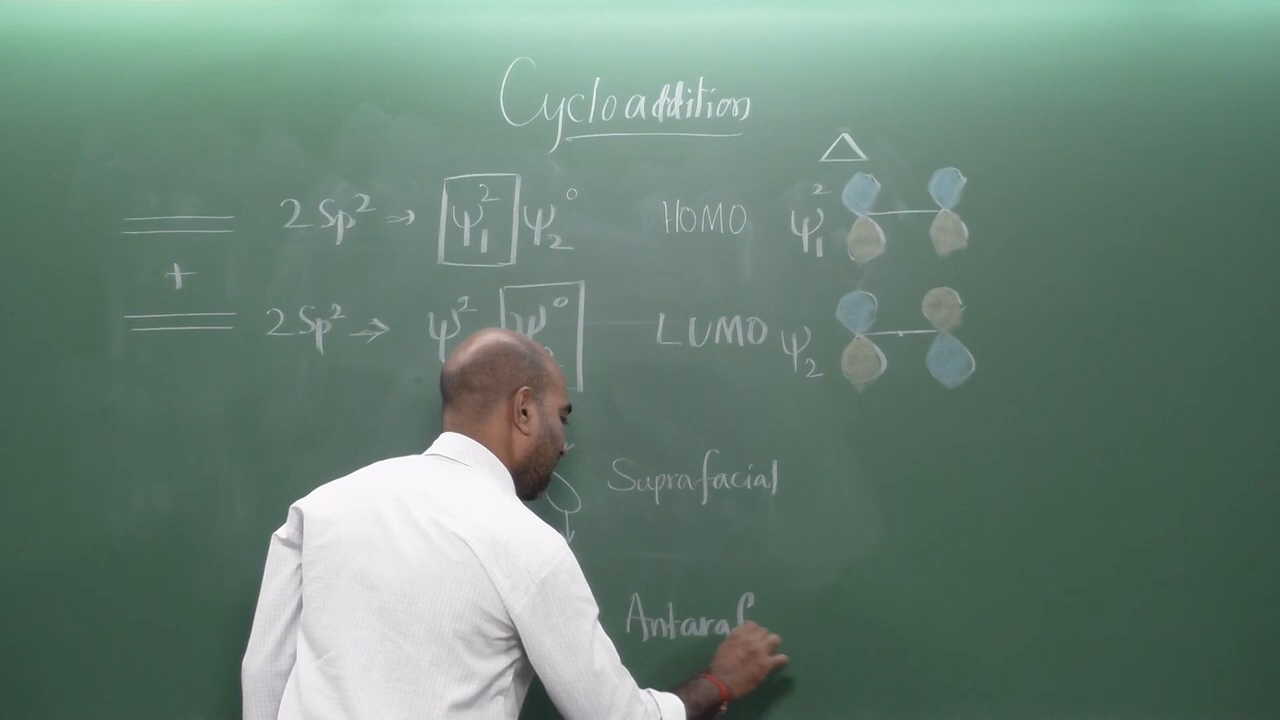 Cycloaddition
Δ
2 Sp² → ψ₁² ψ₂⁰ HOMO ψ₁²
+
2 Sp² → ψ² ψ⁰ LUMO ψ₂
Suprafacial
Antaraf